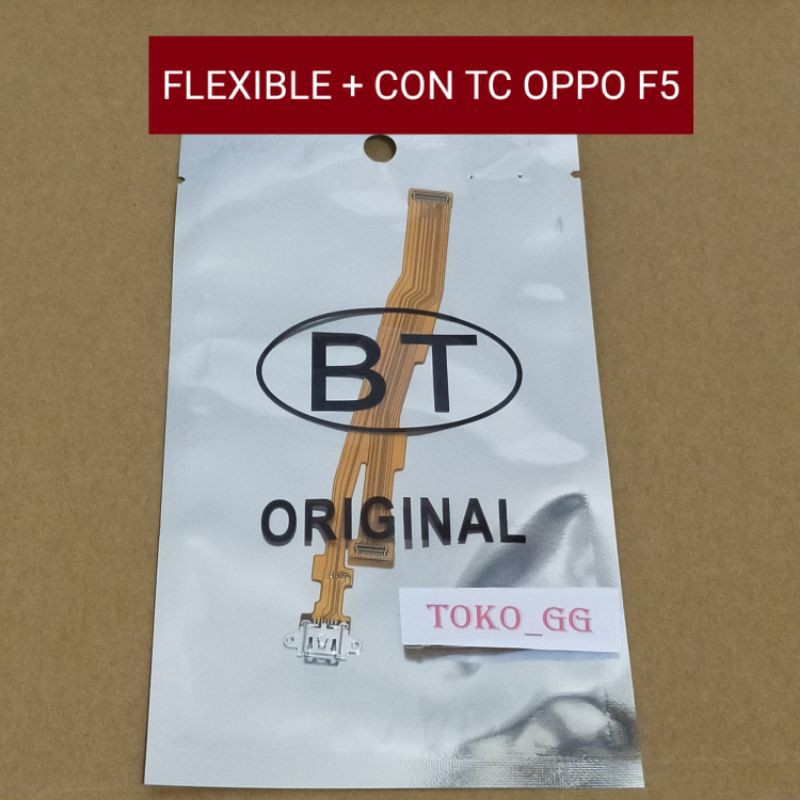 FLEXIBLE + CON TC OPPO F5
BT
ORIGINAL
TOKO_GG